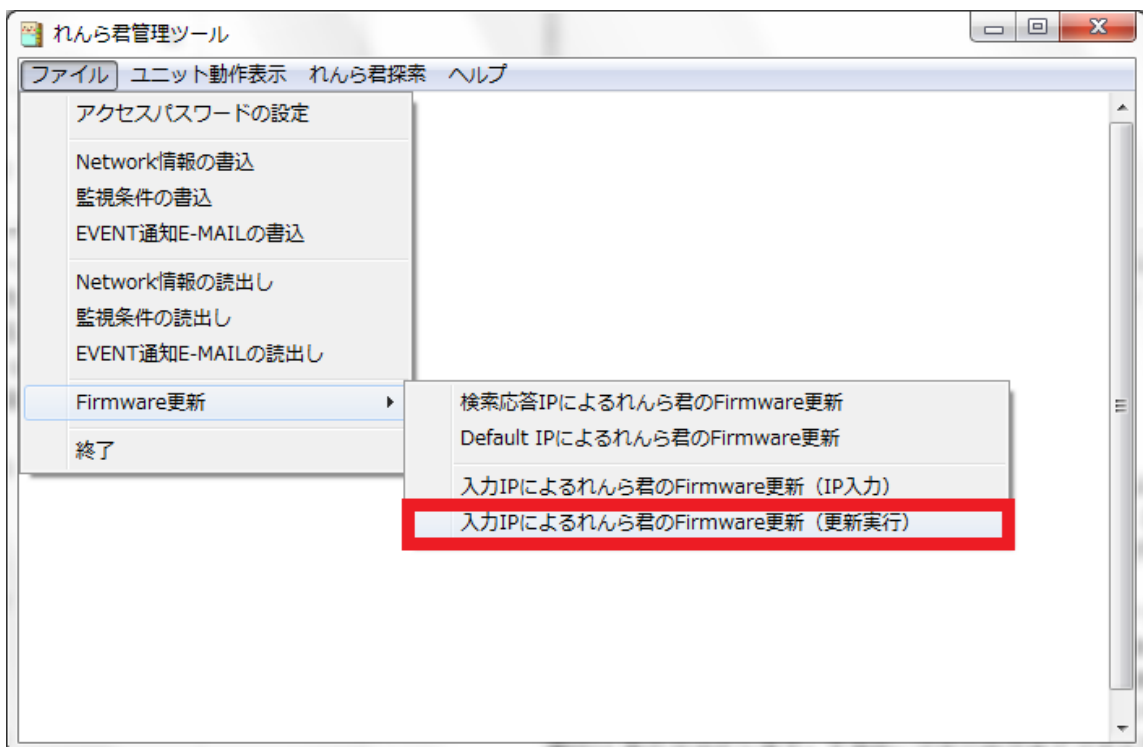 れんら君管理ツール
ファイル ユニット動作表示 れんら君探索 ヘルプ
アクセスパスワードの設定
Network情報の書込
監視条件の書込
EVENT通知E-MAILの書込
Network情報の読出し
監視条件の読出し
EVENT通知E-MAILの読出し
Firmware更新
終了
検索応答IPによるれんら君のFirmware更新
Default IPによるれんら君のFirmware更新
入力IPによるれんら君のFirmware更新（IP入力）
入力IPによるれんら君のFirmware更新（更新実行）